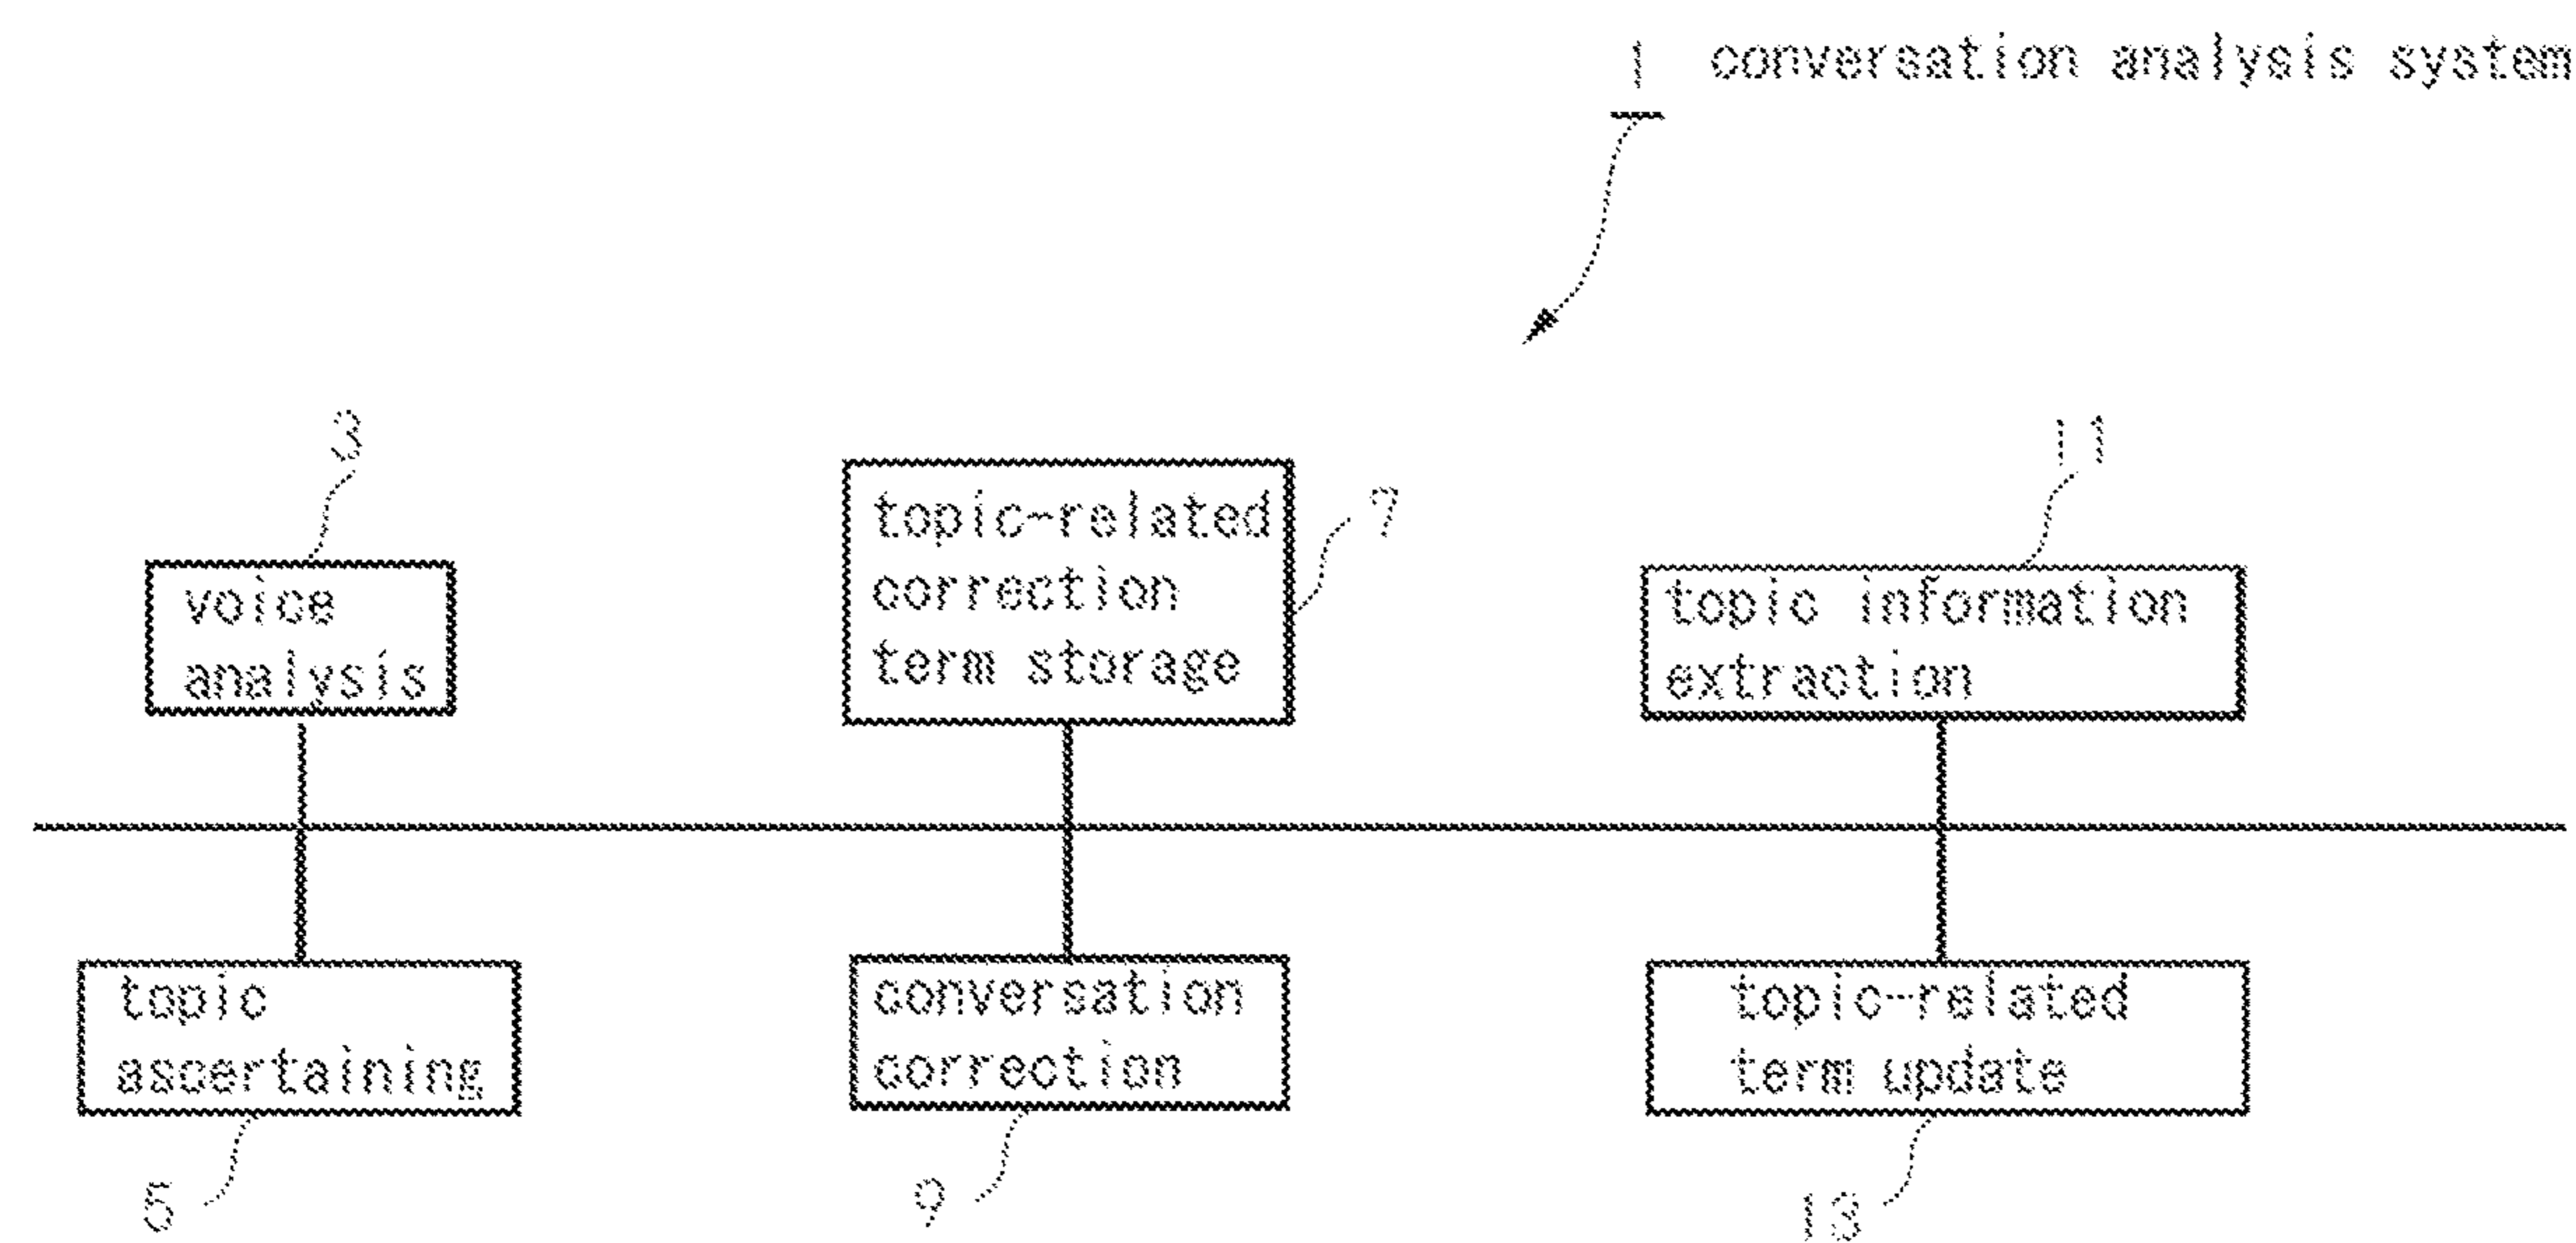 1 conversation analysis system
3
voice
analysis
topic-related
correction
term storage
7
11
topic information
extraction
topic
ascertaining
5
conversation
correction
9
topic-related
term update
13